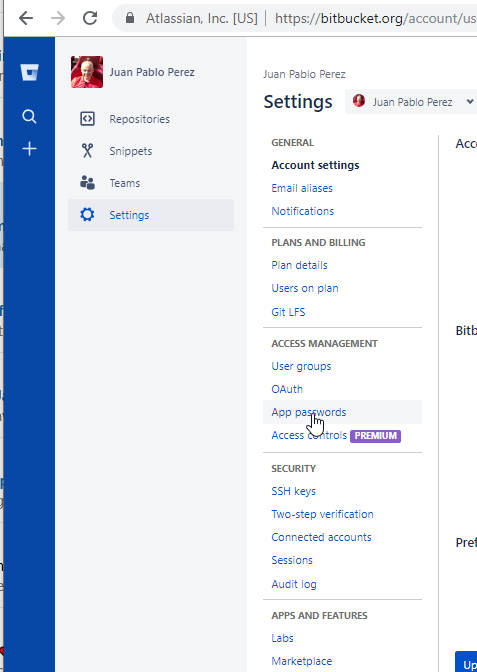 Atlassian, Inc. [US] | https://bitbucket.org/account/us
Juan Pablo Perez
Repositories
Snippets
Teams
Settings
Juan Pablo Perez
Settings
Juan Pablo Perez
GENERAL
Account settings
Email aliases
Notifications
PLANS AND BILLING
Plan details
Users on plan
Git LFS
ACCESS MANAGEMENT
User groups
OAuth
App passwords
Access controls PREMIUM
SECURITY
SSH keys
Two-step verification
Connected accounts
Sessions
Audit log
APPS AND FEATURES
Labs
Marketplace
Acc
Bitb
Pref
Up